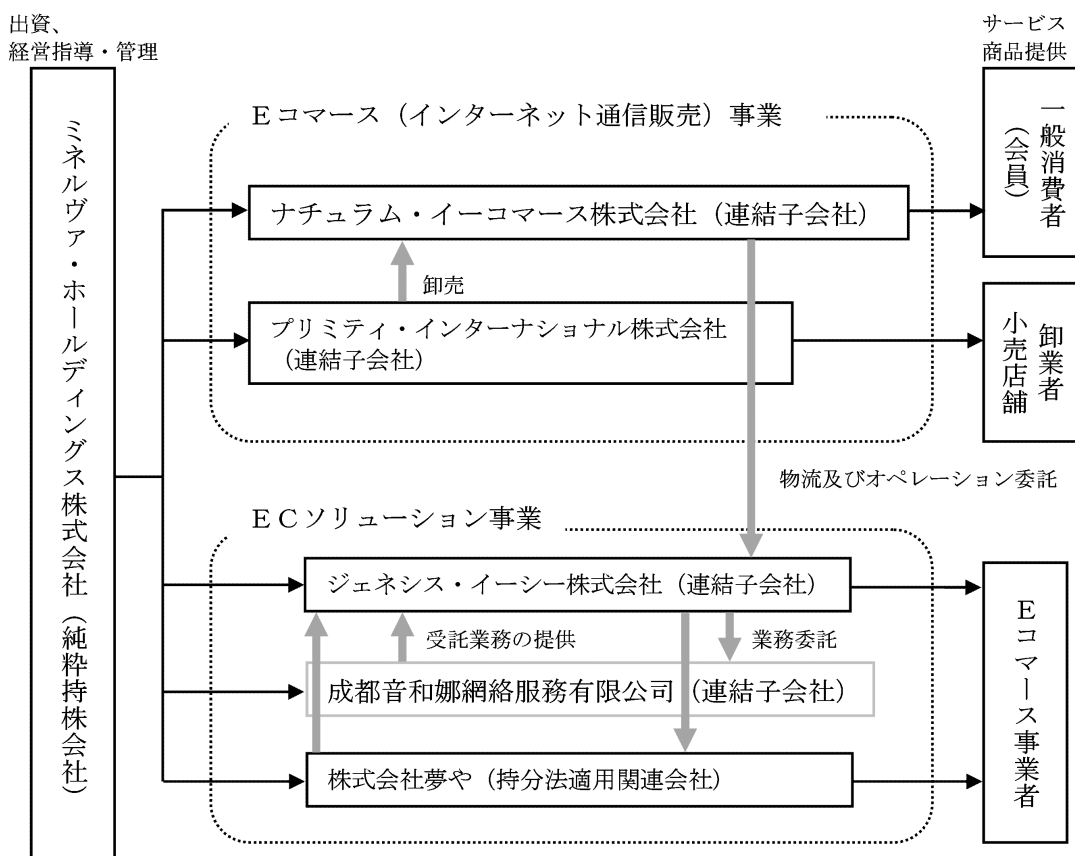 出資、
経営指導・管理
サービス
商品提供
ミネルヴァ・ホールディングス株式会社（純粋持株会社）
Ｅコマース（インターネット通信販売）事業
ナチュラム・イーコマース株式会社（連結子会社）
卸売
プリミティ・インターナショナル株式会社
（連結子会社）
一般消費者
（会員）
卸業者
小売店舗
物流及びオペレーション委託
ＥＣソリューション事業
ジェネシス・イーシー株式会社（連結子会社）
受託業務の提供
業務委託
成都音和娜網絡服務有限公司（連結子会社）
株式会社夢や（持分法適用関連会社）
Ｅコマース事業者